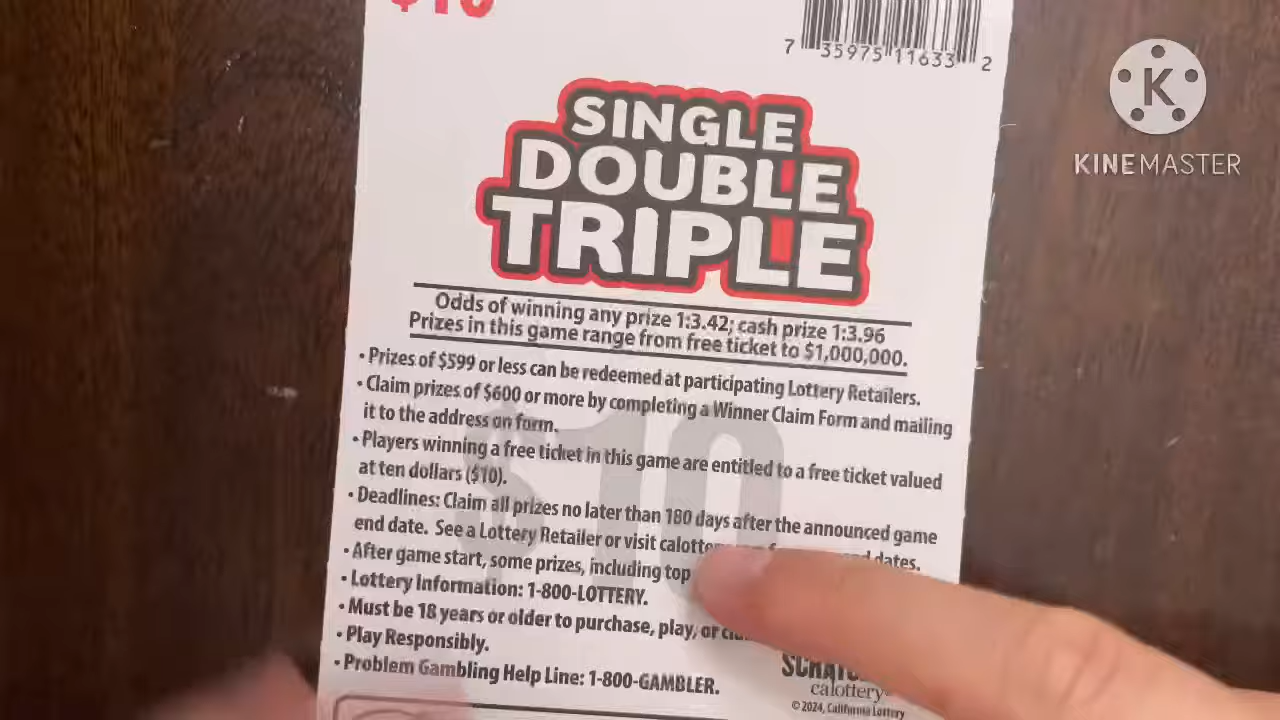 $10
7 35975 11633 2
KINEMASTER
SINGLE
DOUBLE
TRIPLE
Odds of winning any prize 1:3.42; cash prize 1:3.96
Prizes in this game range from free ticket to $1,000,000.
• Prizes of $599 or less can be redeemed at participating Lottery Retailers.
• Claim prizes of $600 or more by completing a Winner Claim Form and mailing
it to the address on form.
• Players winning a free ticket in this game are entitled to a free ticket valued
at ten dollars ($10).
• Deadlines: Claim all prizes no later than 180 days after the announced game
end date. See a Lottery Retailer or visit dates.
• After game start, some prizes, including top
• Lottery Information: 1-800-LOTTERY.
• Must be 18 years or older to purchase, play, or
• Play Responsibly.
• Problem Gambling Help Line: 1-800-GAMBLER.
$10
calottery
© 2024, California Lottery